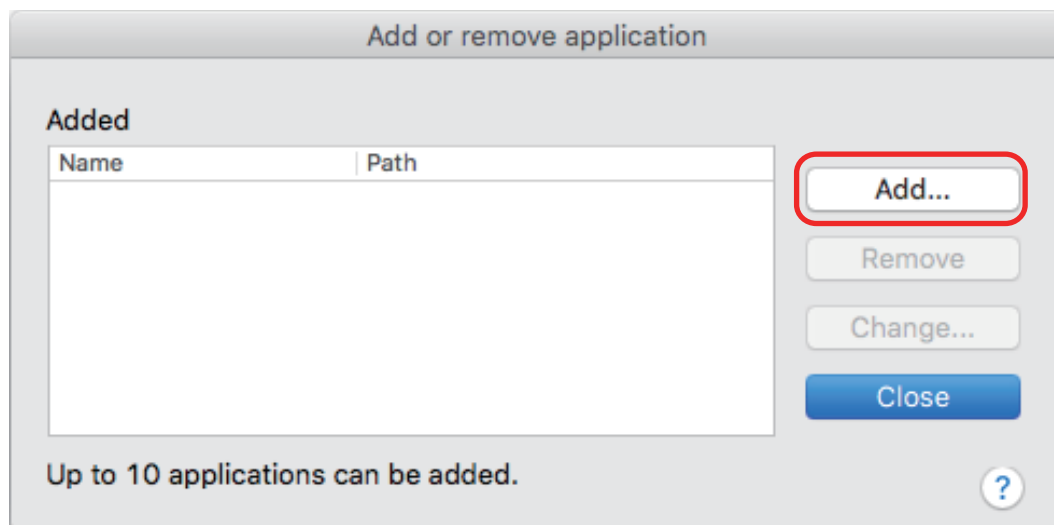 Add or remove application
Added
Name Path
Add...
Remove
Change...
Close
Up to 10 applications can be added.
?